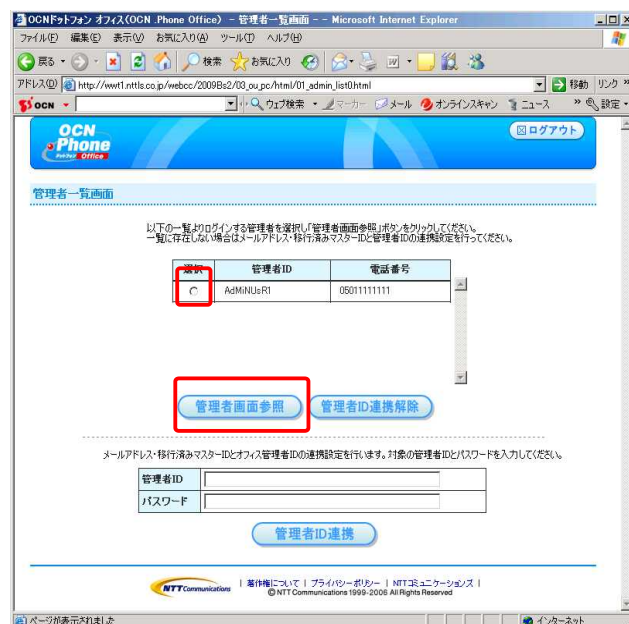 OCNドットフォン オフィス(OCN .Phone Office) - 管理者一覧画面 - - Microsoft Internet Explorer
ファイル(F) 編集(E) 表示(V) お気に入り(A) ツール(T) ヘルプ(H)
戻る 検索 お気に入り
アドレス(D) http://wwt1.nttls.co.jp/webcc/2009Bs2/03_ou_pc/html/01_admin_list0.html 移動 リンク »
OCN ウェブ検索 マーカー メール オンラインスキャン ニュース » 設定
OCN
.Phone
ドットフォン Office
ログアウト
管理者一覧画面
以下の一覧よりログインする管理者を選択し「管理者画面参照」ボタンをクリックしてください。
一覧に存在しない場合はメールアドレス・移行済みマスターIDと管理者IDの連携設定を行ってください。
選択 管理者ID 電話番号
AdMiNUsR1 05011111111
管理者画面参照 管理者ID連携解除
メールアドレス・移行済みマスターIDとオフィス管理者IDの連携設定を行います。対象の管理者IDとパスワードを入力してください。
管理者ID
パスワード
管理者ID連携
NTT Communications | 著作権について | プライバシーポリシー | NTTコミュニケーションズ |
© NTT Communications 1999-2006 All Rights Reserved
ページが表示されました インターネット